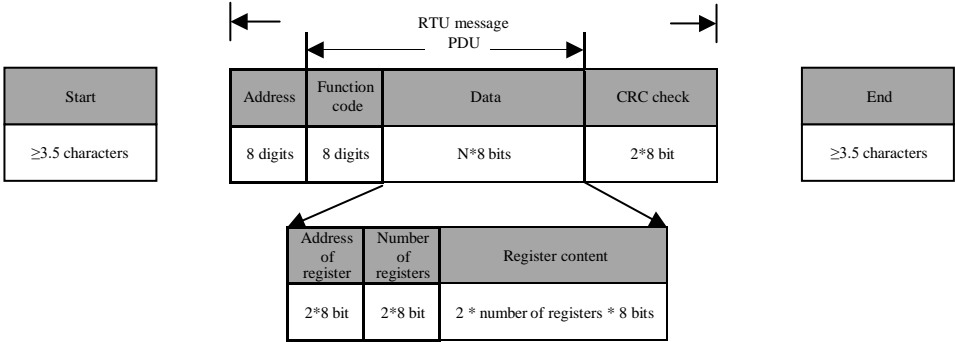 RTU message
PDU
Start
Address
Function
code
Data
CRC check
End
≥3.5 characters
8 digits
8 digits
N*8 bits
2*8 bit
≥3.5 characters
Address
of
register
Number
of
registers
Register content
2*8 bit
2*8 bit
2 * number of registers * 8 bits